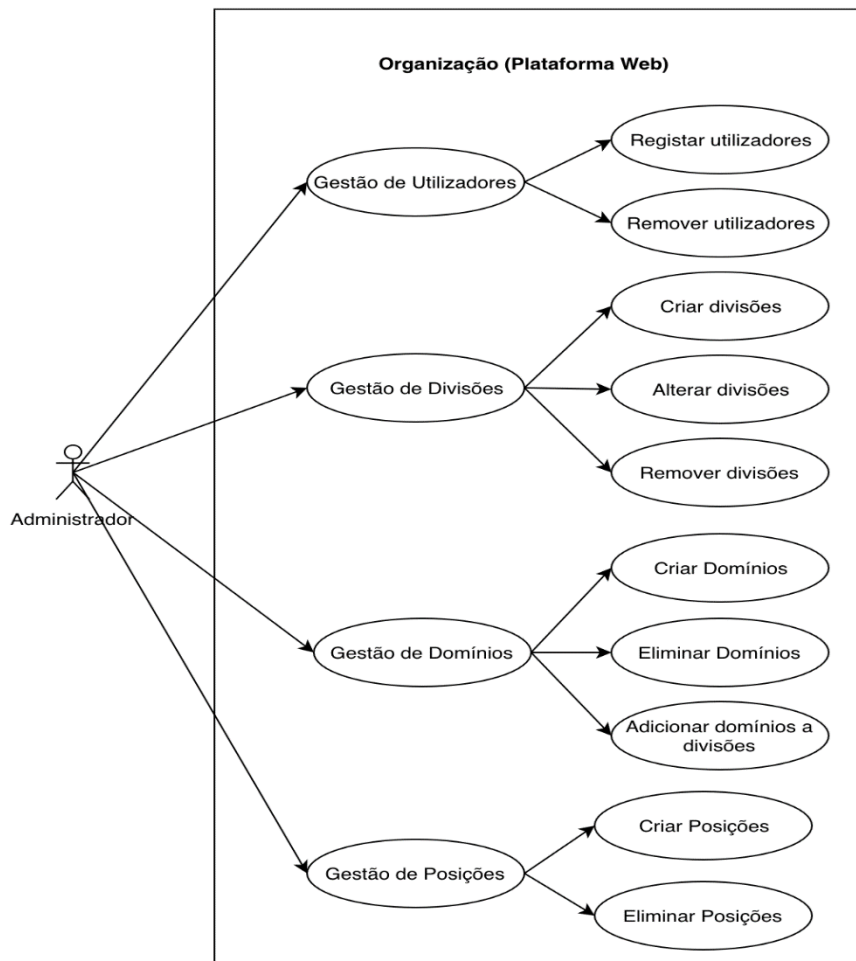 Organização (Plataforma Web)
Registar utilizadores
Gestão de Utilizadores
Remover utilizadores
Criar divisões
Gestão de Divisões
Alterar divisões
Remover divisões
Administrador
Criar Domínios
Gestão de Domínios
Eliminar Domínios
Adicionar domínios a
divisões
Criar Posições
Gestão de Posições
Eliminar Posições